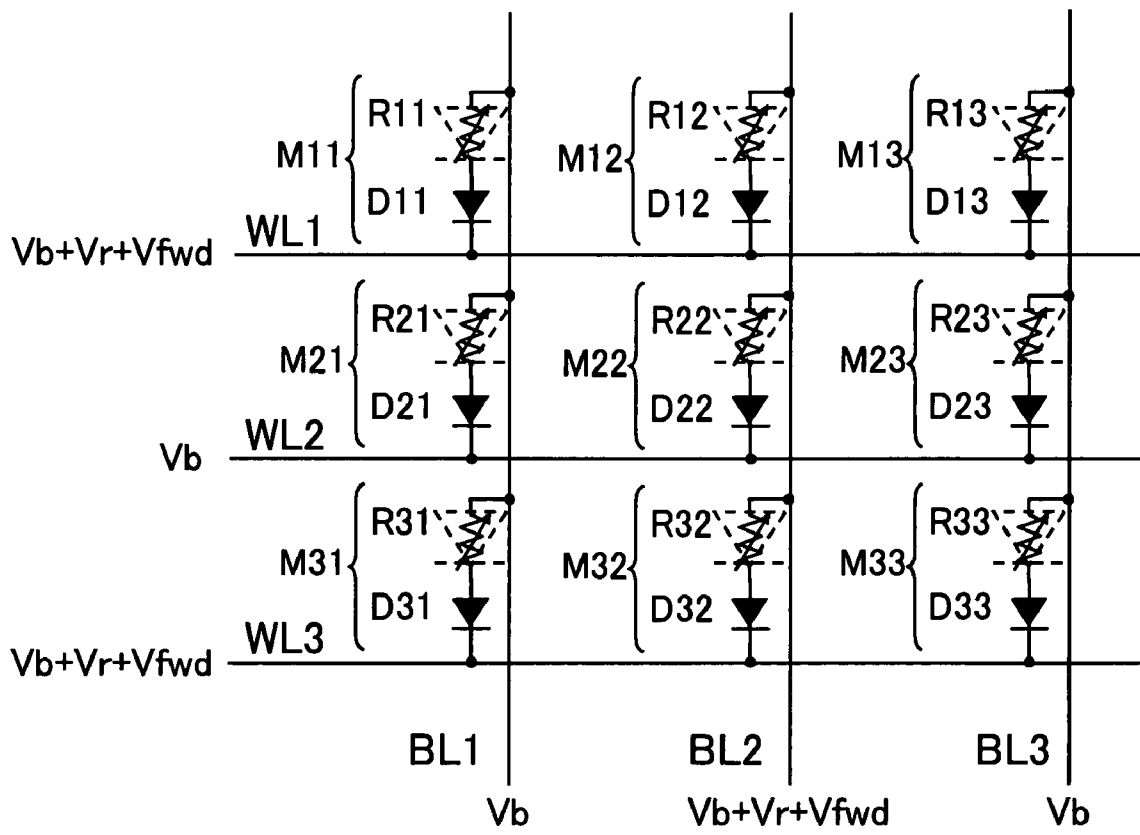 R11 R12 R13
M11 M12 M13
D11 D12 D13
WL1
Vb+Vr+Vfwd
R21 R22 R23
M21 M22 M23
D21 D22 D23
WL2
Vb
R31 R32 R33
M31 M32 M33
D31 D32 D33
WL3
Vb+Vr+Vfwd
BL1 BL2 BL3
Vb Vb+Vr+Vfwd Vb